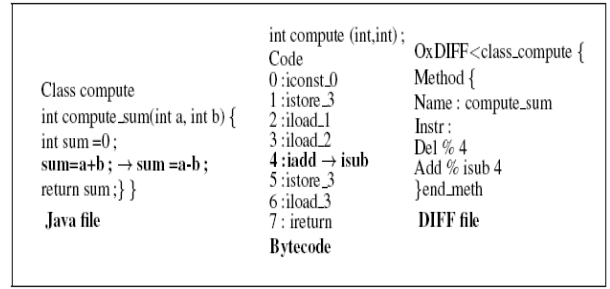 Class compute
int compute_sum(int a, int b) {
int sum =0 ;
sum=a+b ; → sum =a-b ;
return sum ;} }
Java file
int compute (int,int) ;
Code
0 :iconst_0
1 :istore_3
2 :iload_1
3 :iload_2
4 :iadd → isub
5 :istore_3
6 :iload_3
7 : ireturn
Bytecode
OxDIFF<class_compute {
Method {
Name : compute_sum
Instr :
Del % 4
Add % isub 4
}end_meth
DIFF file